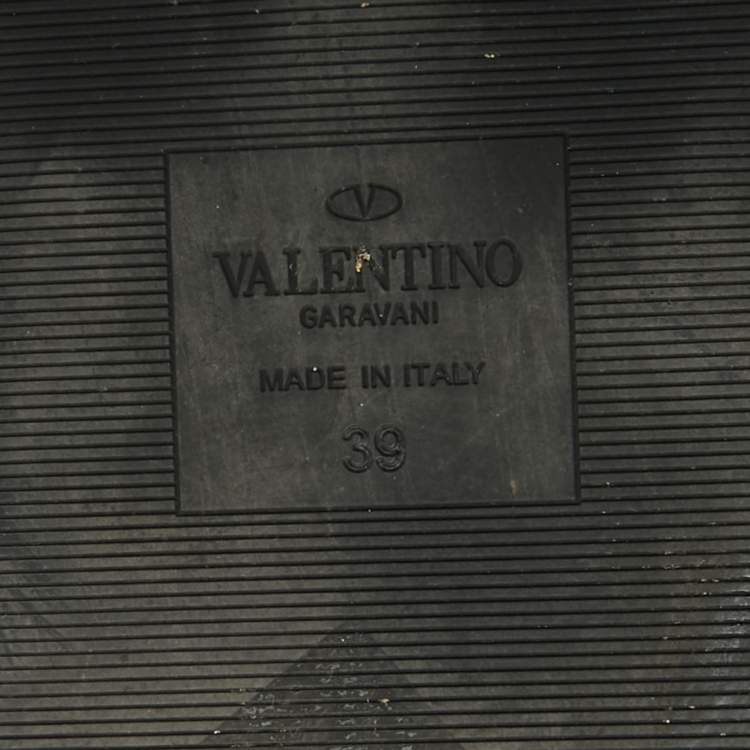 V
VALENTINO
GARAVANI
MADE IN ITALY
39